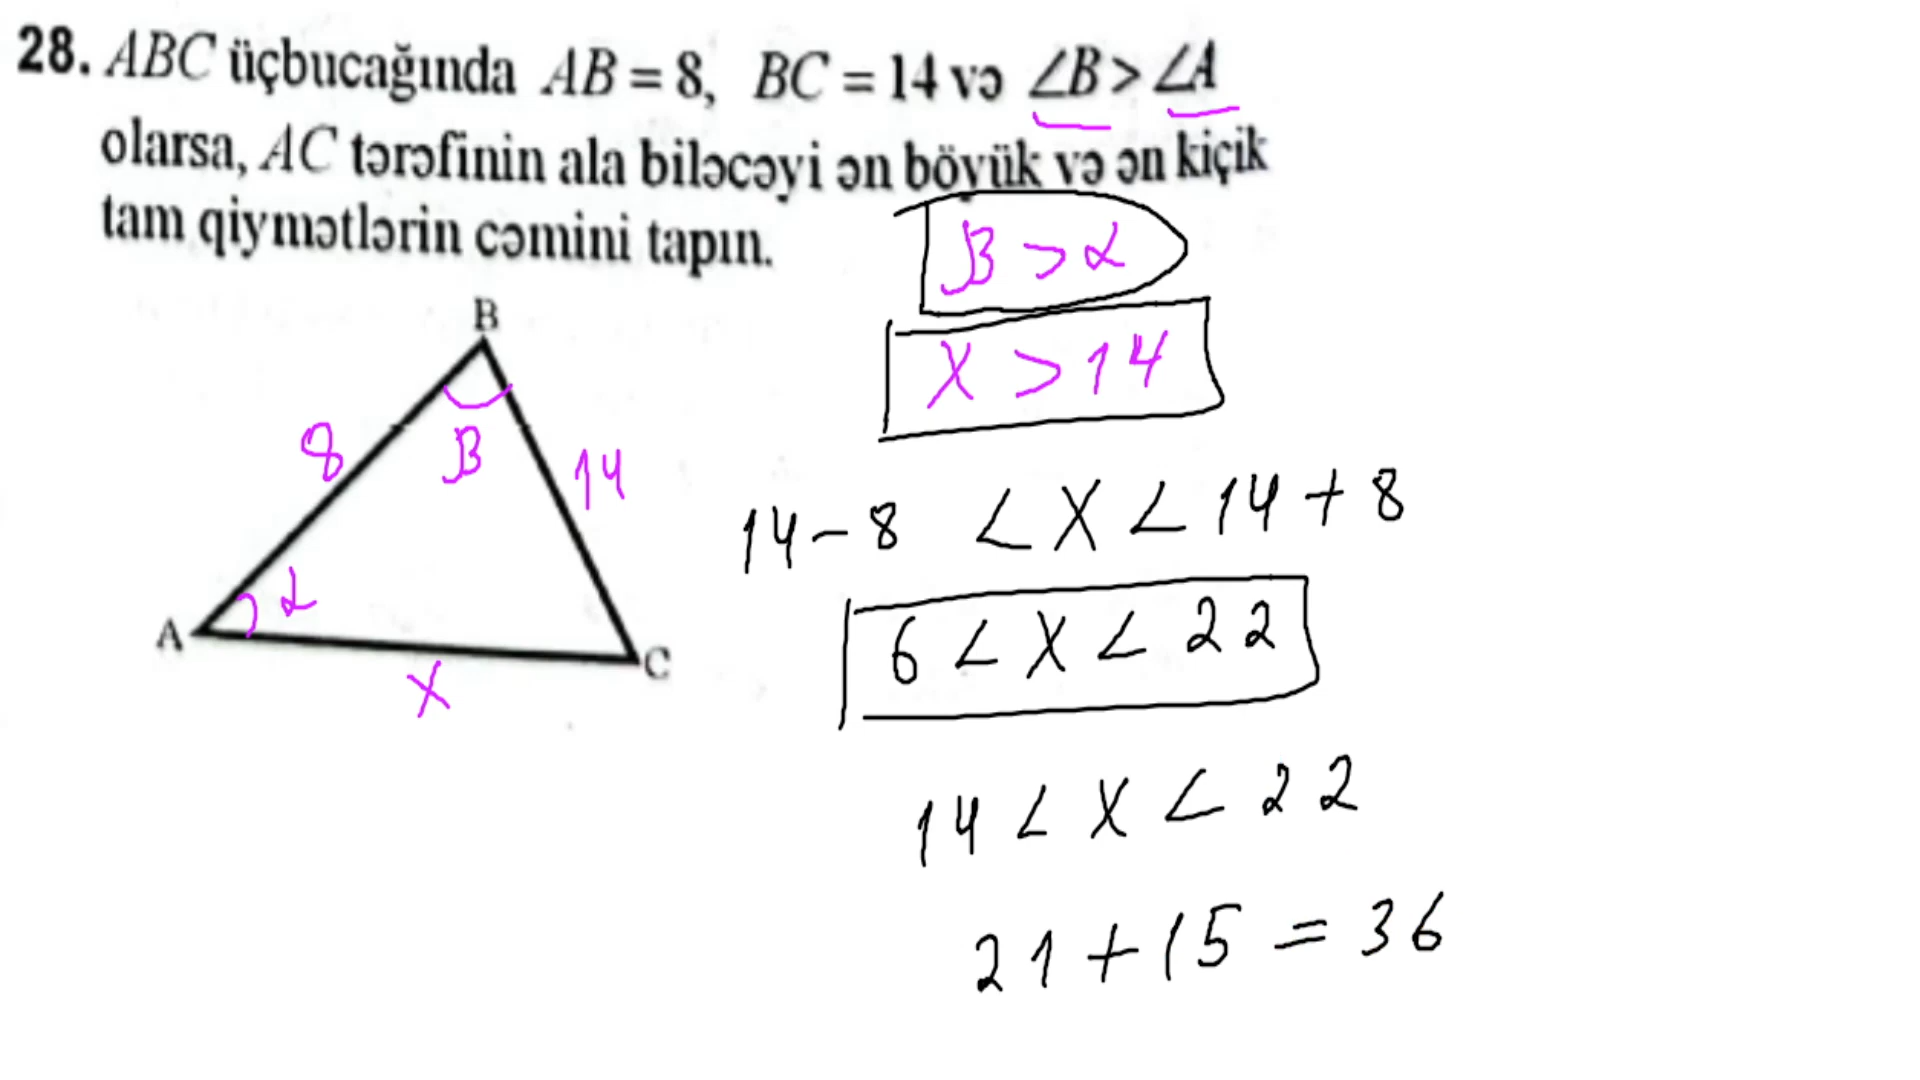 28. ABC üçbucağında AB = 8, BC = 14 və ∠B > ∠A
olarsa, AC tərəfinin ala biləcəyi ən böyük və ən kiçik
tam qiymətlərin cəmini tapın.
β > α
x > 14
B
8
β
14
A
α
x
C
14 - 8 < x < 14 + 8
6 < x < 22
14 < x < 22
21 + 15 = 36